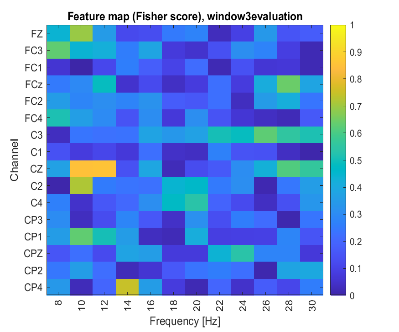 Feature map (Fisher score), window3evaluation
FZ
FC3
FC1
FCz
FC2
FC4
C3
C1
CZ
C2
C4
CP3
CP1
CPZ
CP2
CP4
Channel
8 10 12 14 16 18 20 22 24 26 28 30
Frequency [Hz]
1
0.9
0.8
0.7
0.6
0.5
0.4
0.3
0.2
0.1
0